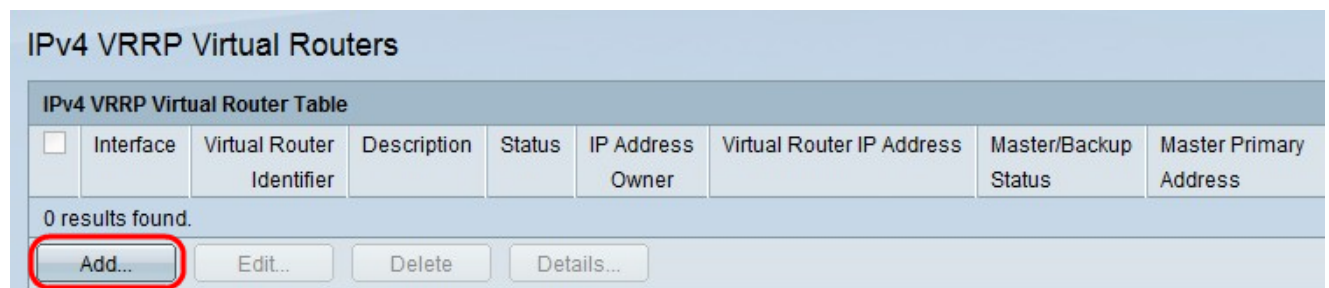 IPv4 VRRP Virtual Routers
IPv4 VRRP Virtual Router Table
Interface Virtual Router Description Status IP Address Virtual Router IP Address Master/Backup Master Primary
Identifier Owner Status Address
0 results found.
Add... Edit... Delete Details...